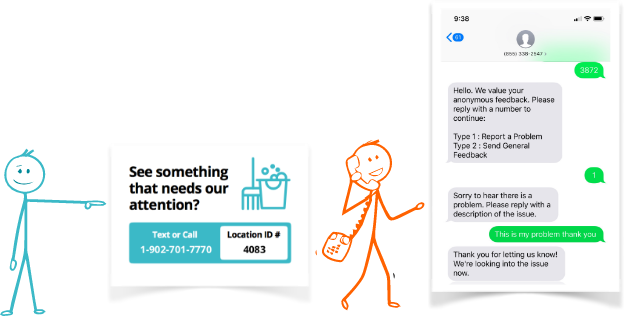 See something
that needs our
attention?
Text or Call
1-902-701-7770
Location ID #
4083
9:38
61
(855) 338-2847 >
3872
Hello. We value your
anonymous feedback. Please
reply with a number to
continue:
Type 1 : Report a Problem
Type 2 : Send General
Feedback
1
Sorry to hear there is a
problem. Please reply with a
description of the issue.
This is my problem thank you
Thank you for letting us know!
We're looking into the issue
now.